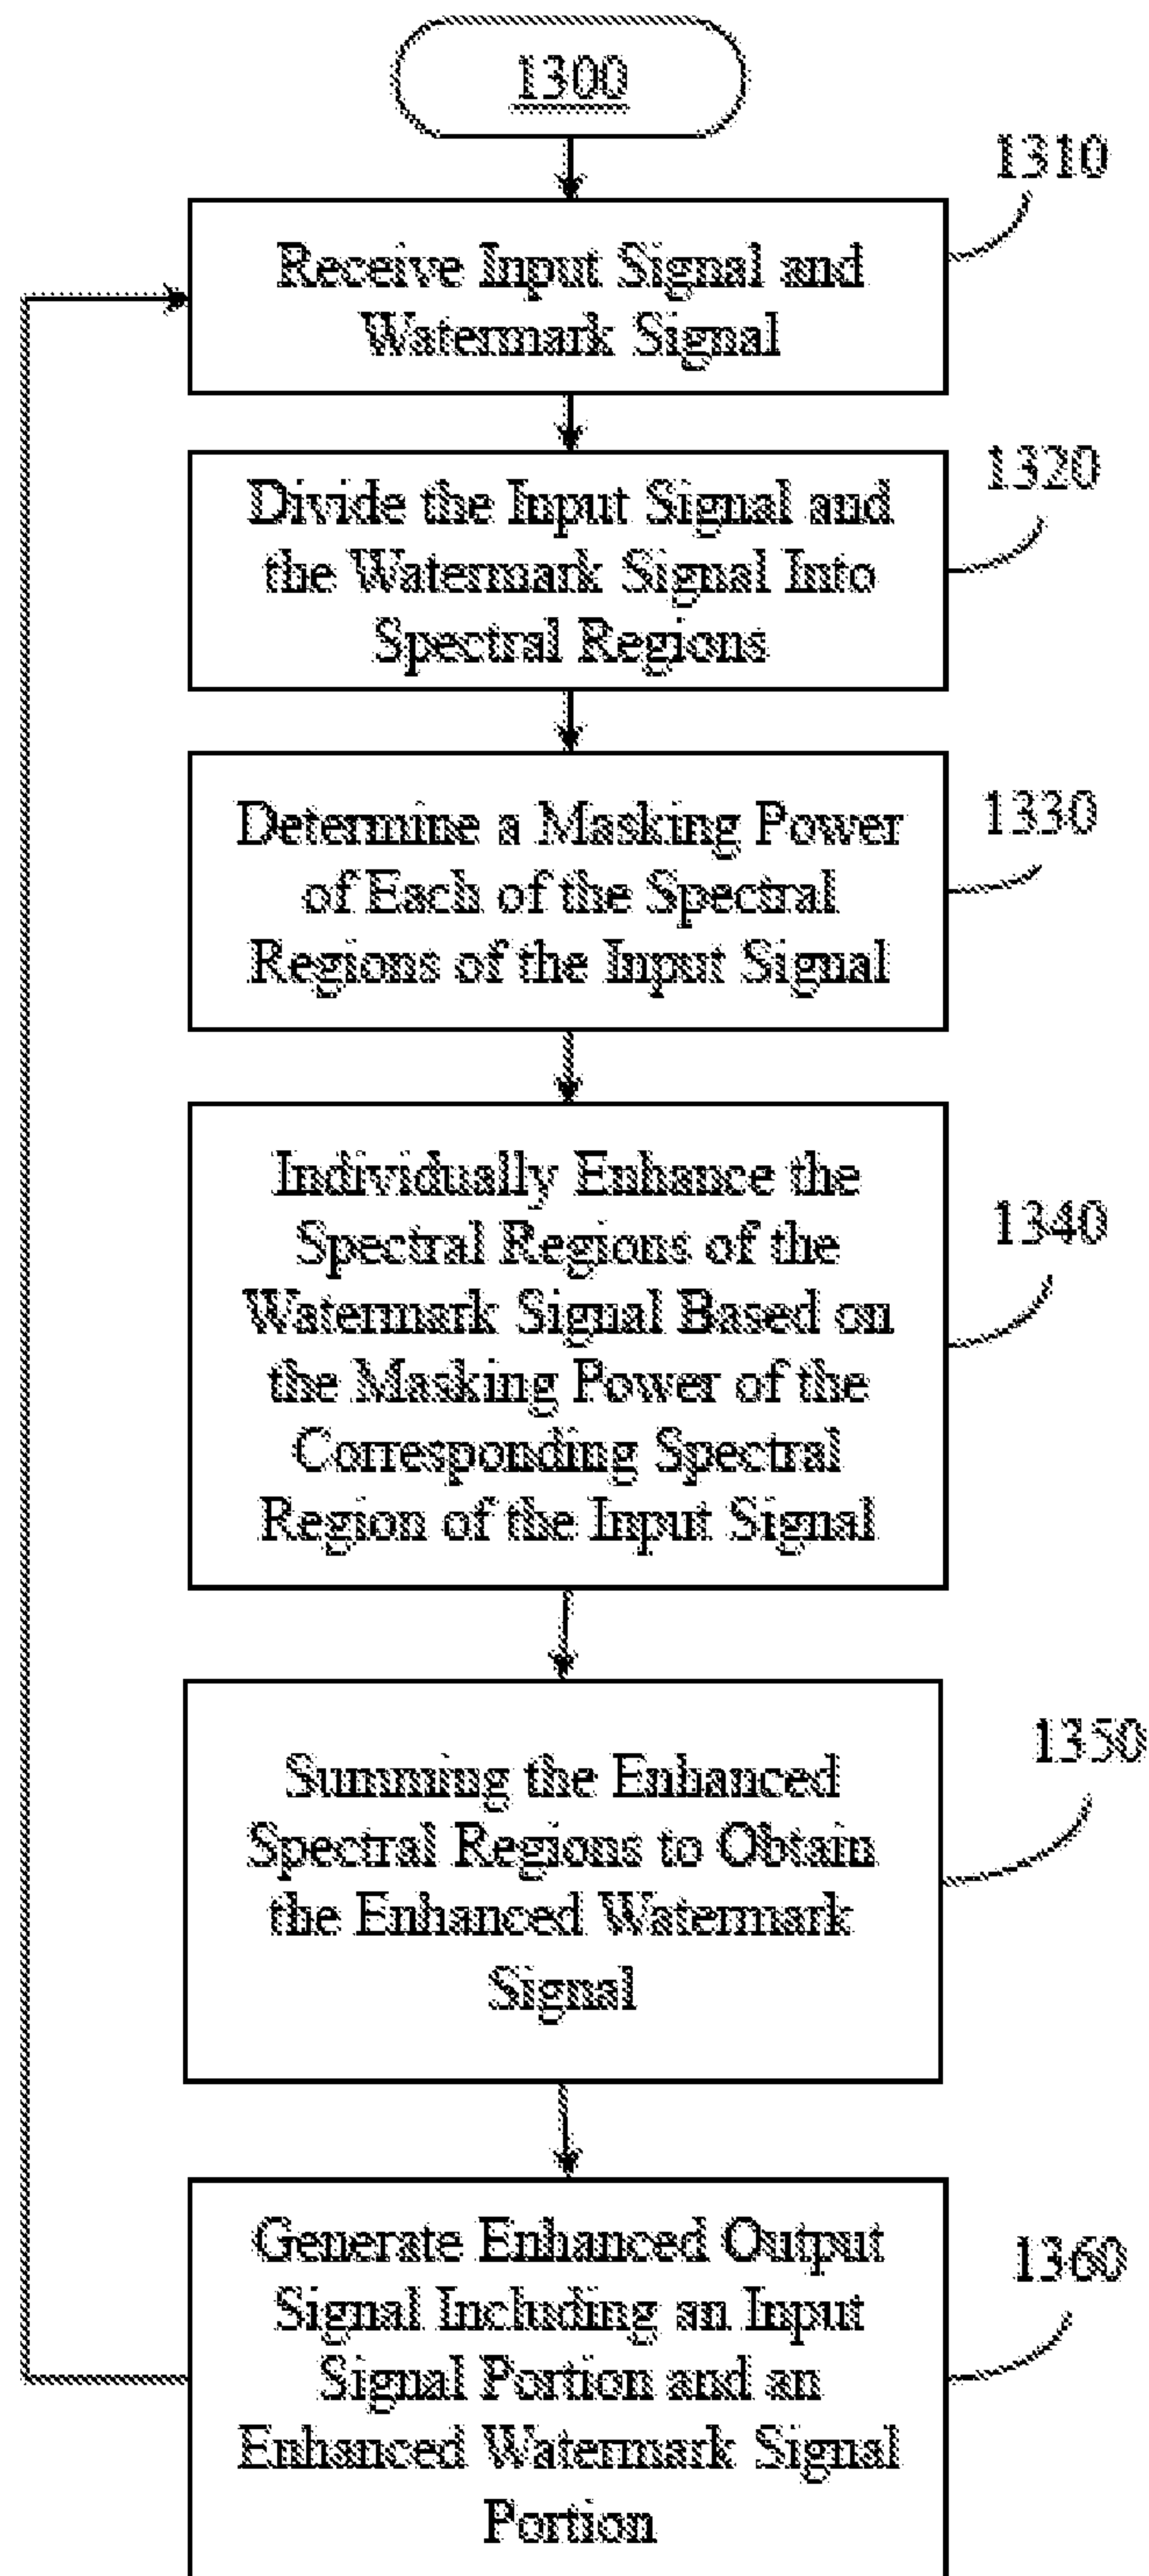 1300
1310
Receive Input Signal and
Watermark Signal
1320
Divide the Input Signal and
the Watermark Signal Into
Spectral Regions
1330
Determine a Masking Power
of Each of the Spectral
Regions of the Input Signal
1340
Individually Enhance the
Spectral Regions of the
Watermark Signal Based on
the Masking Power of the
Corresponding Spectral
Region of the Input Signal
1350
Summing the Enhanced
Spectral Regions to Obtain
the Enhanced Watermark
Signal
1360
Generate Enhanced Output
Signal Including an Input
Signal Portion and an
Enhanced Watermark Signal
Portion